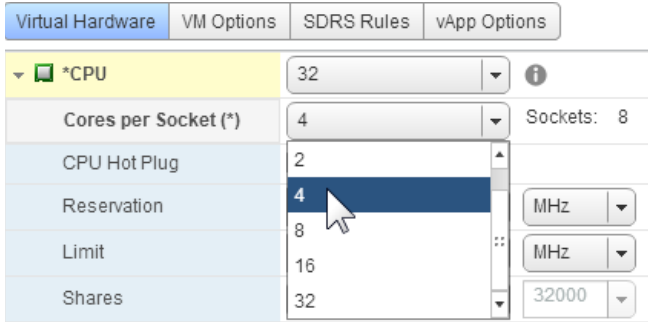 Virtual Hardware VM Options SDRS Rules vApp Options
*CPU 32
Cores per Socket (*) 4 Sockets: 8
CPU Hot Plug 2
Reservation 4 MHz
8
Limit MHz
16
Shares 32 32000